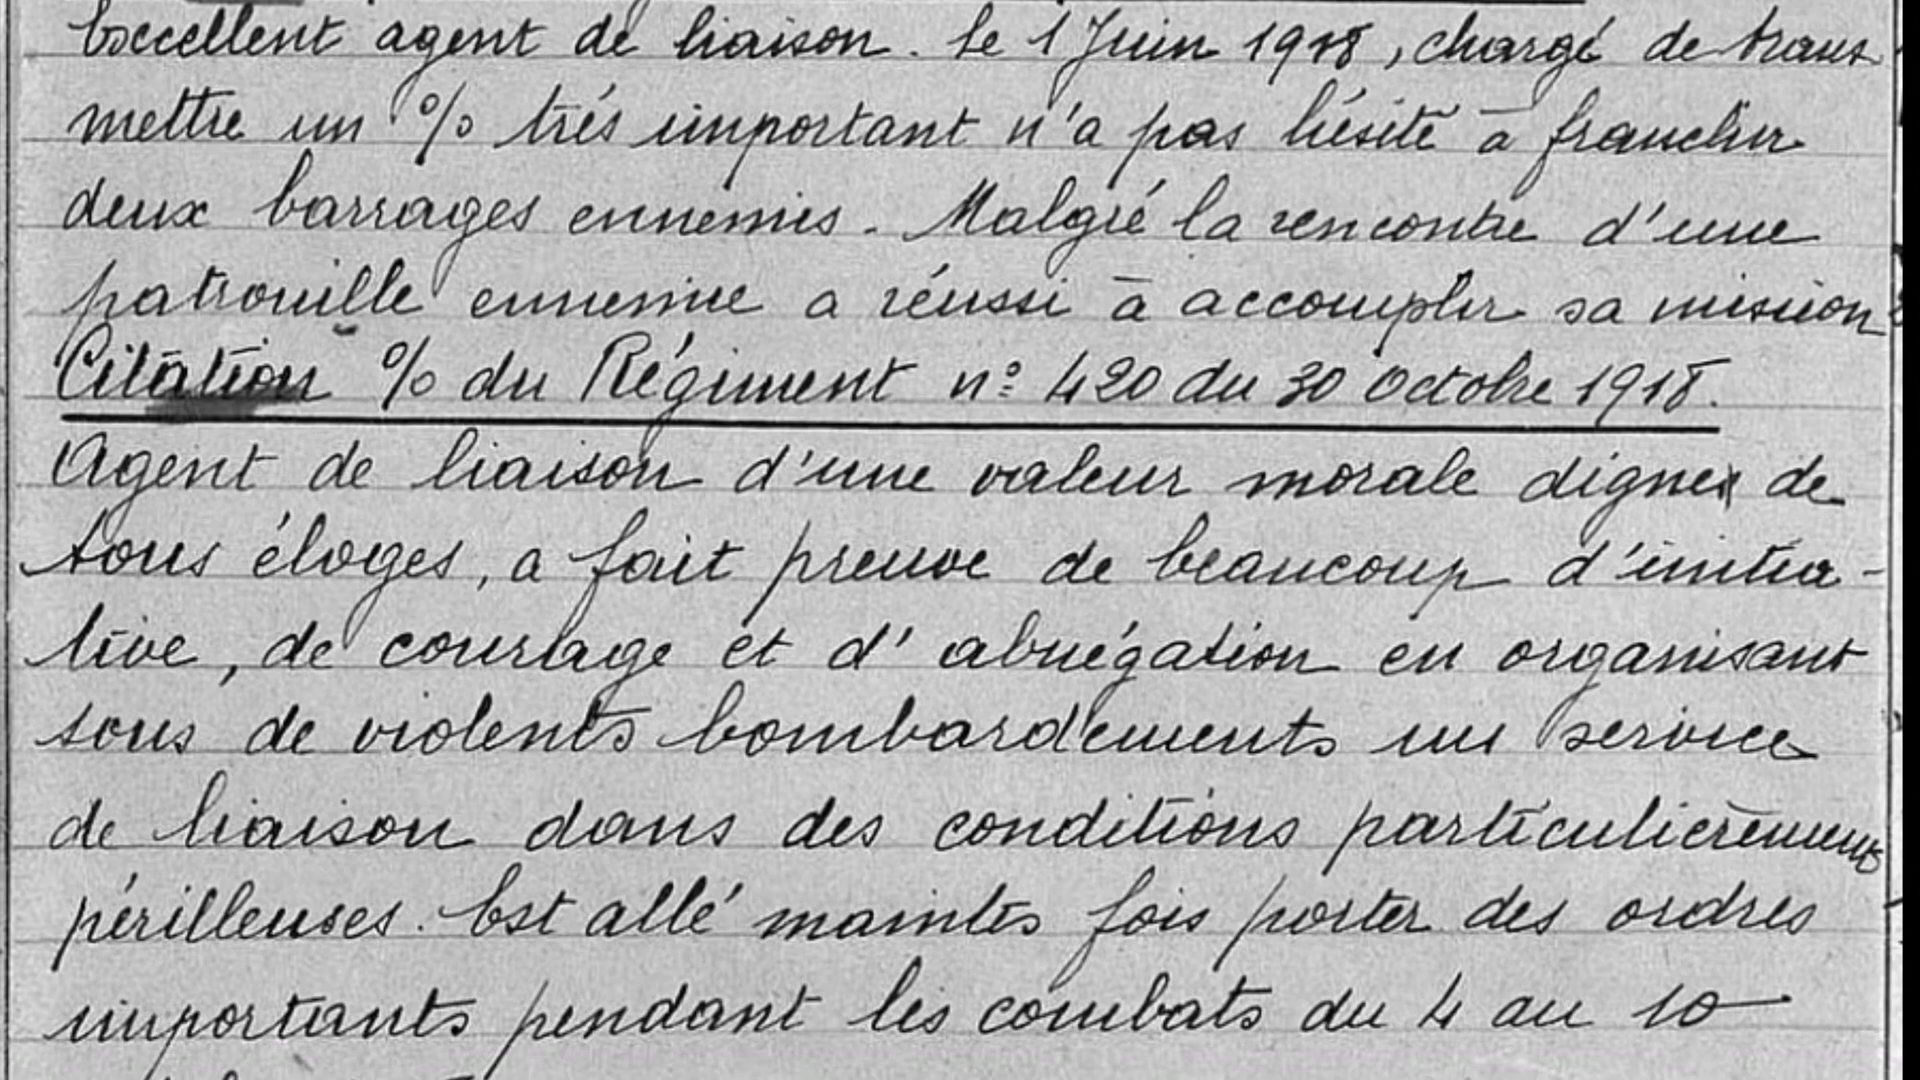 Excellent agent de liaison. Le 1 Juin 1918, chargé de trans
mettre un % trés important n'a pas hésité à franchir
deux barrages ennemis. Malgré la rencontre d'une
patrouille ennemie a réussi à accomplir sa mission
Citation % du Régiment n° 420 du 30 Octobre 1918.
Agent de liaison d'une valeur morale digne de
tous éloges, a fait preuve de beaucoup d'initia-
tive, de courage et d'abnégation en organisant
sous de violents bombardements un service
de liaison dans des conditions particulièrement
périlleuses. Est allé maintes fois porter des ordres
importants pendant les combats du 4 au 10